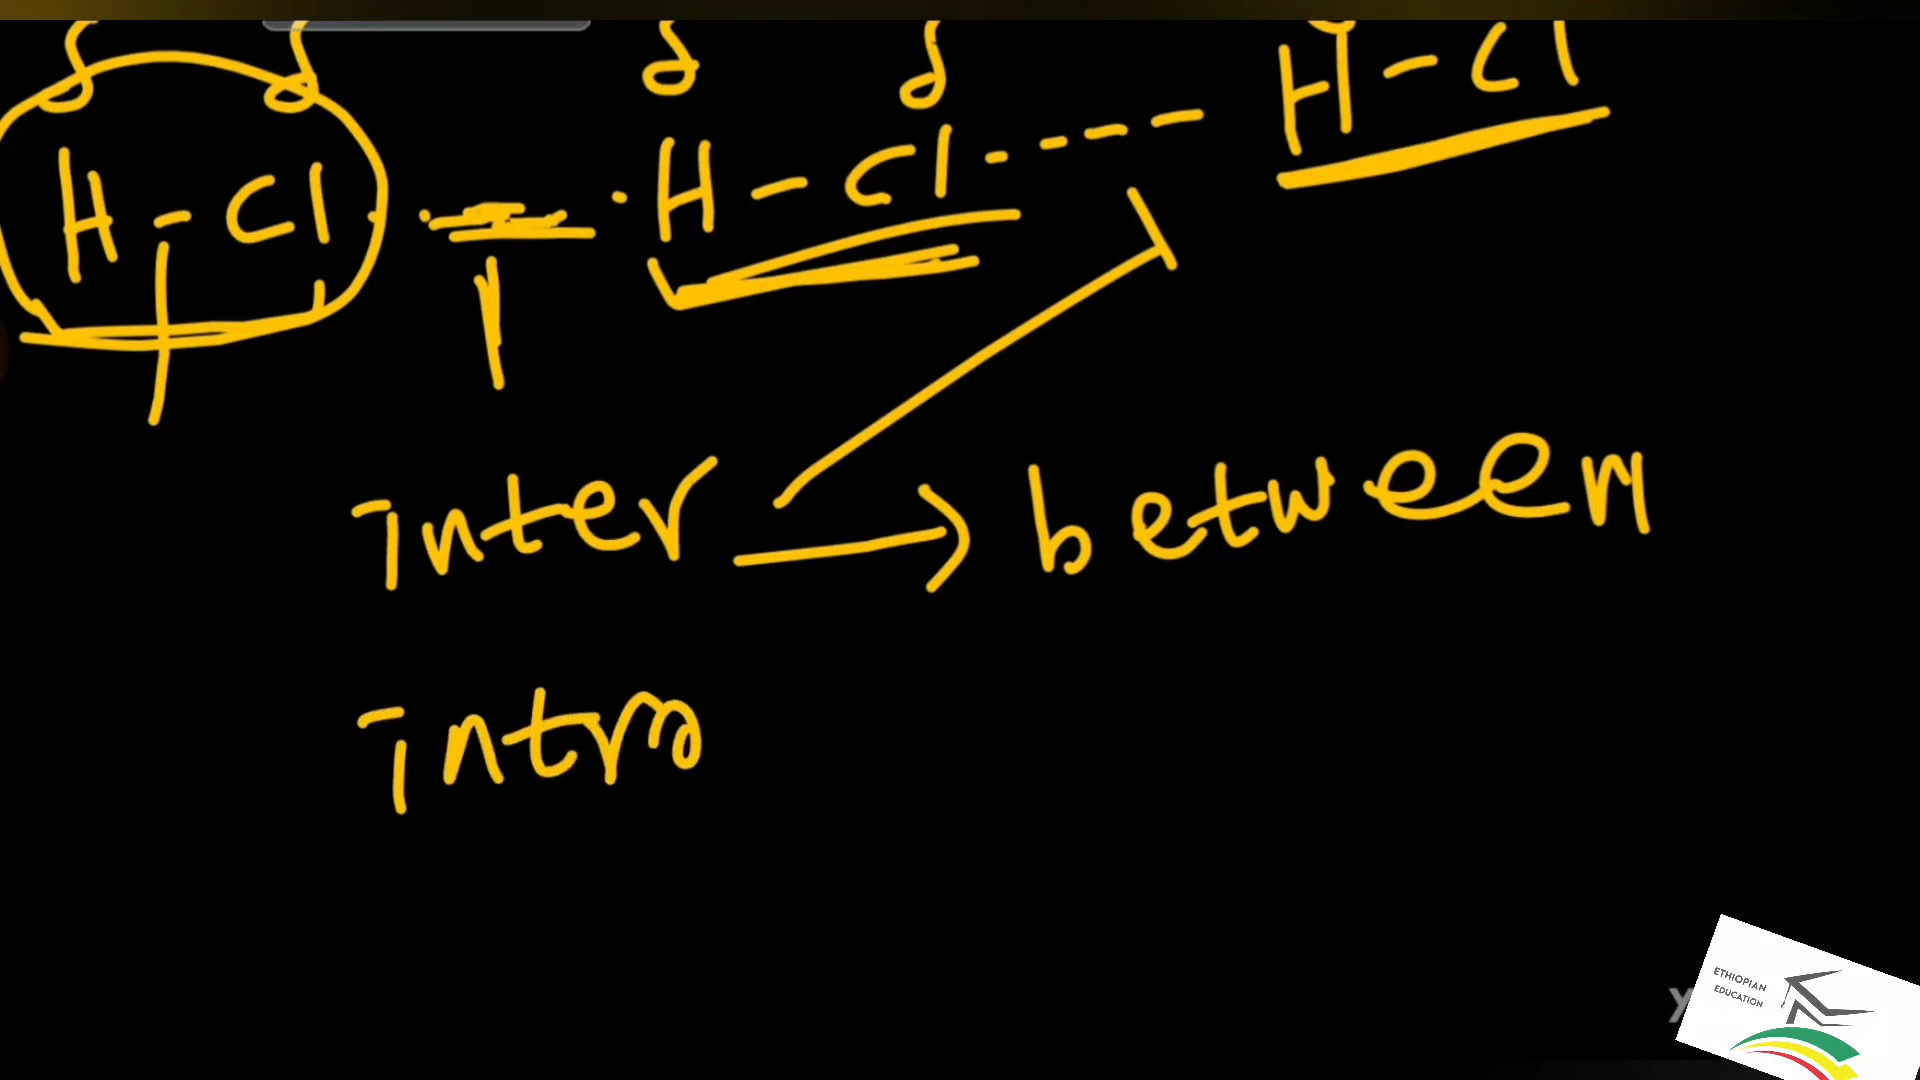 H - Cl ---- H - Cl ---- H - Cl
inter → between
intra
ETHIOPIAN
EDUCATION